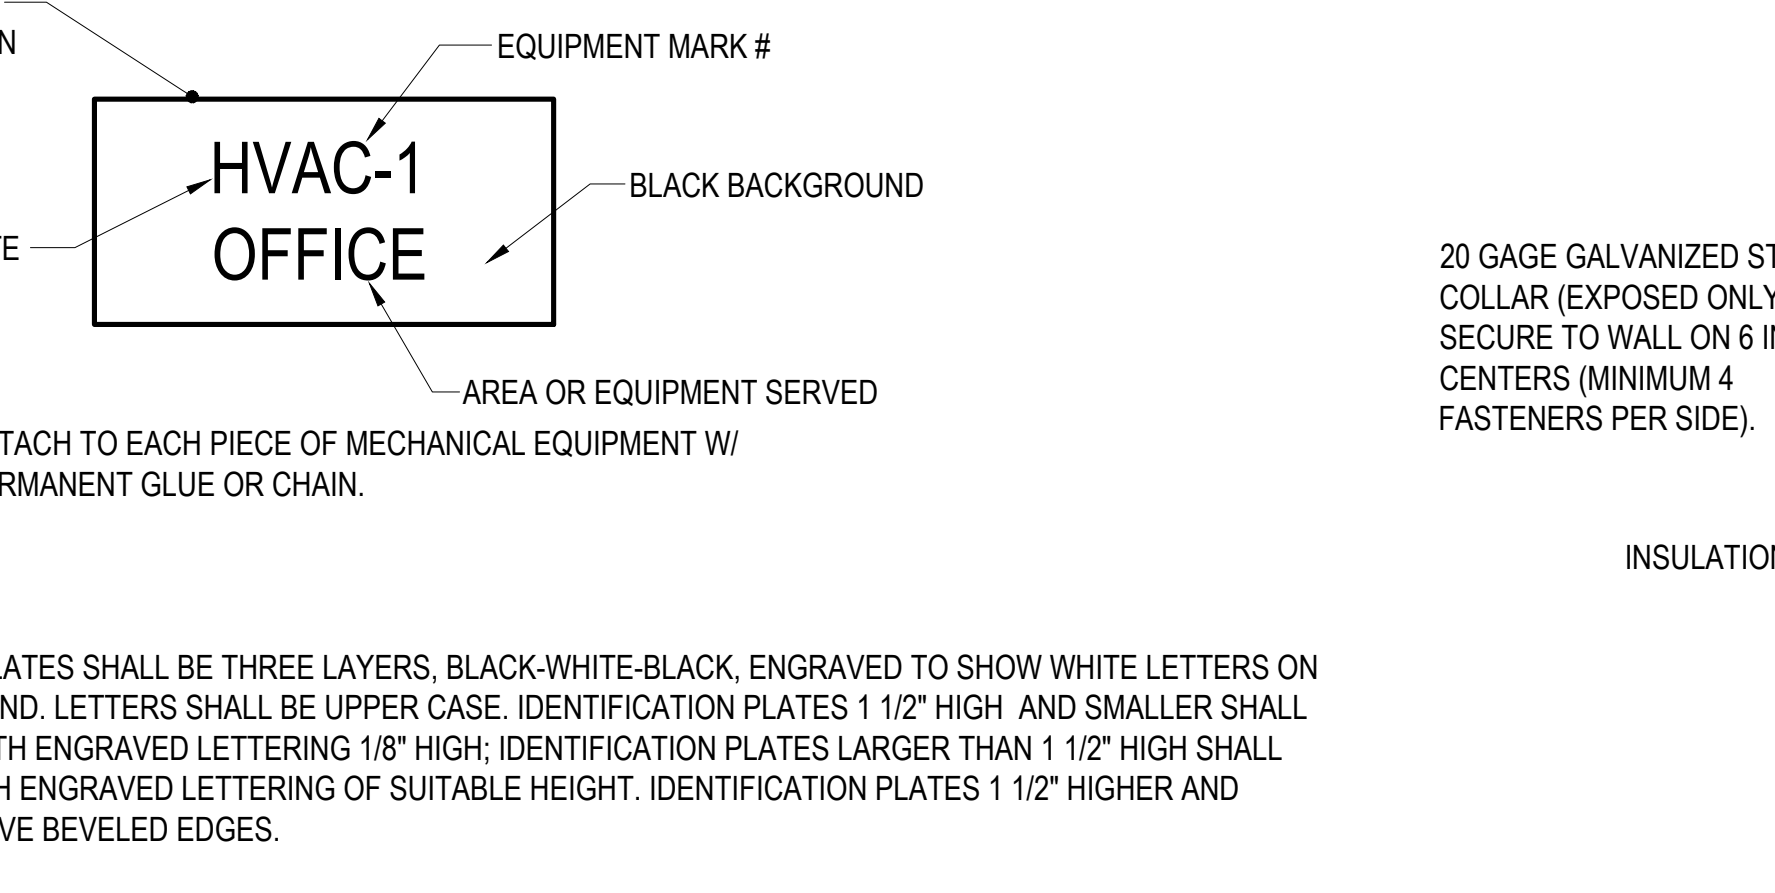 EQUIPMENT MARK #
HVAC-1
OFFICE
BLACK BACKGROUND
AREA OR EQUIPMENT SERVED
TACH TO EACH PIECE OF MECHANICAL EQUIPMENT W/
RMANENT GLUE OR CHAIN.
LATES SHALL BE THREE LAYERS, BLACK-WHITE-BLACK, ENGRAVED TO SHOW WHITE LETTERS ON
ND. LETTERS SHALL BE UPPER CASE. IDENTIFICATION PLATES 1 1/2" HIGH AND SMALLER SHALL
TH ENGRAVED LETTERING 1/8" HIGH; IDENTIFICATION PLATES LARGER THAN 1 1/2" HIGH SHALL
H ENGRAVED LETTERING OF SUITABLE HEIGHT. IDENTIFICATION PLATES 1 1/2" HIGHER AND
VE BEVELED EDGES.
20 GAGE GALVANIZED ST
COLLAR (EXPOSED ONLY
SECURE TO WALL ON 6 IN
CENTERS (MINIMUM 4
FASTENERS PER SIDE).
INSULATION